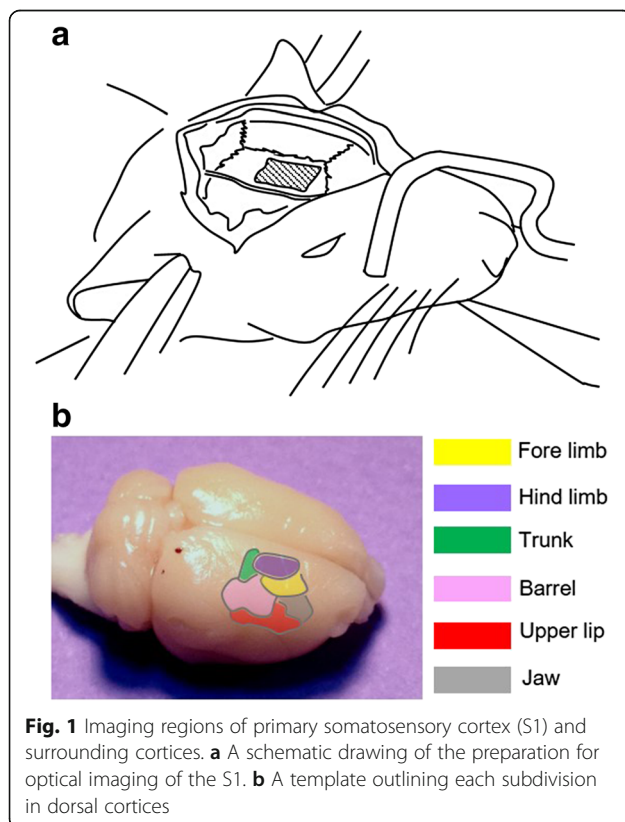 a
b
Fore limb
Hind limb
Trunk
Barrel
Upper lip
Jaw
Fig. 1 Imaging regions of primary somatosensory cortex (S1) and
surrounding cortices. a A schematic drawing of the preparation for
optical imaging of the S1. b A template outlining each subdivision
in dorsal cortices